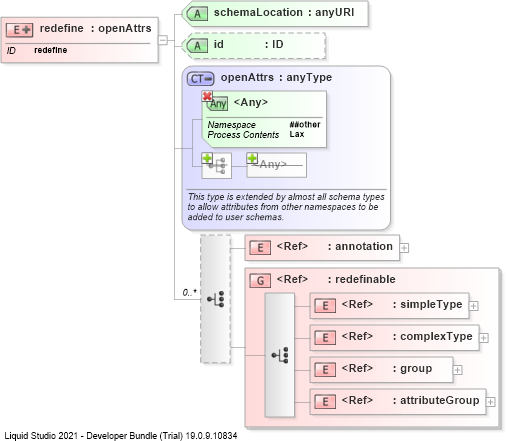 A schemaLocation : anyURI
E redefine : openAttrs
ID redefine
A id : ID
CT openAttrs : anyType
Any <Any>
Namespace ##other
Process Contents Lax
<Any>
This type is extended by almost all schema types
to allow attributes from other namespaces to be
added to user schemas.
E <Ref> : annotation
G <Ref> : redefinable
0..*
E <Ref> : simpleType
E <Ref> : complexType
E <Ref> : group
E <Ref> : attributeGroup
Liquid Studio 2021 - Developer Bundle (Trial) 19.0.9.10834